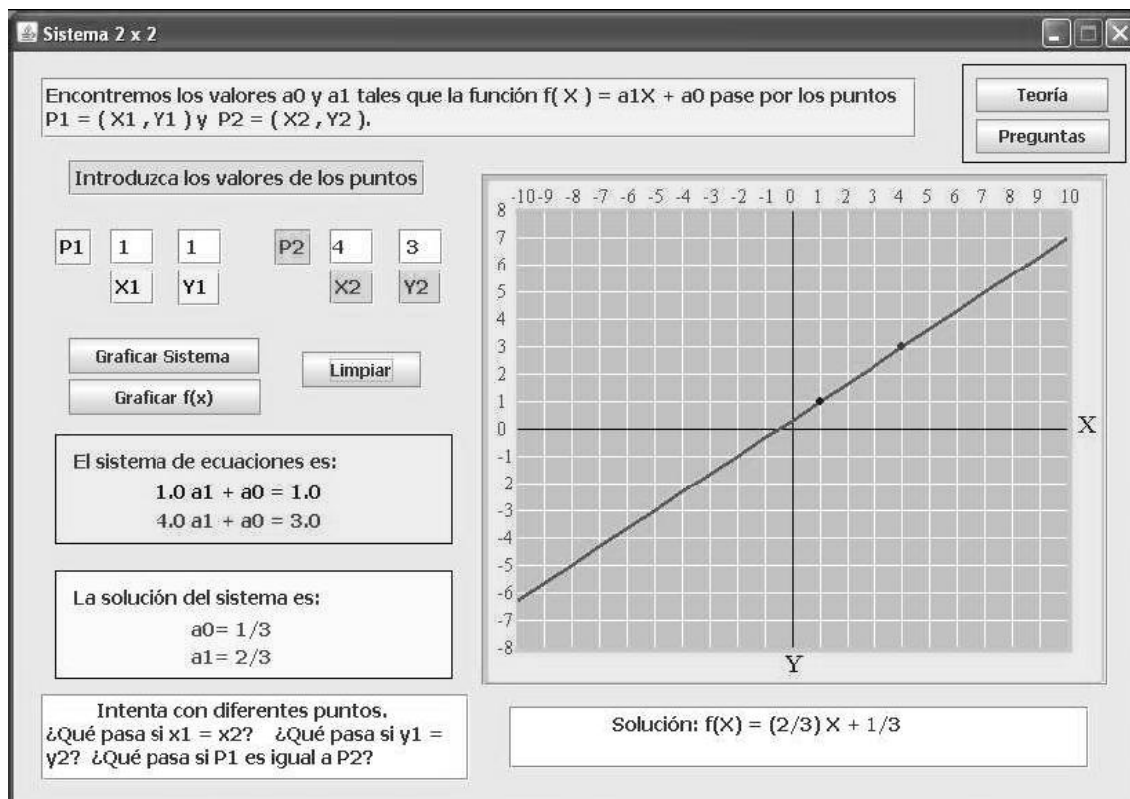 Sistema 2 x 2
Encontremos los valores a0 y a1 tales que la función f( X ) = a1X + a0 pase por los puntos
P1 = ( X1 , Y1 ) y P2 = ( X2 , Y2 ).
Teoría
Preguntas
Introduzca los valores de los puntos
P1 1 1 P2 4 3
X1 Y1 X2 Y2
Graficar Sistema
Limpiar
Graficar f(x)
El sistema de ecuaciones es:
1.0 a1 + a0 = 1.0
4.0 a1 + a0 = 3.0
La solución del sistema es:
a0= 1/3
a1= 2/3
Intenta con diferentes puntos.
¿Qué pasa si x1 = x2? ¿Qué pasa si y1 =
y2? ¿Qué pasa si P1 es igual a P2?
-10 -9 -8 -7 -6 -5 -4 -3 -2 -1 0 1 2 3 4 5 6 7 8 9 10
8
7
6
5
4
3
2
1
0
-1
-2
-3
-4
-5
-6
-7
-8
X
Y
Solución: f(X) = (2/3) X + 1/3